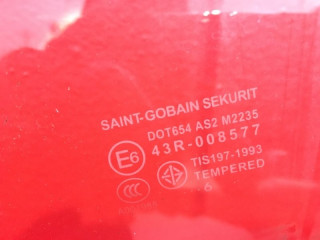 SAINT-GOBAIN SEKURIT
DOT654 AS2 M2235
E6 43R-008577
TIS197-1993
TEMPERED
6